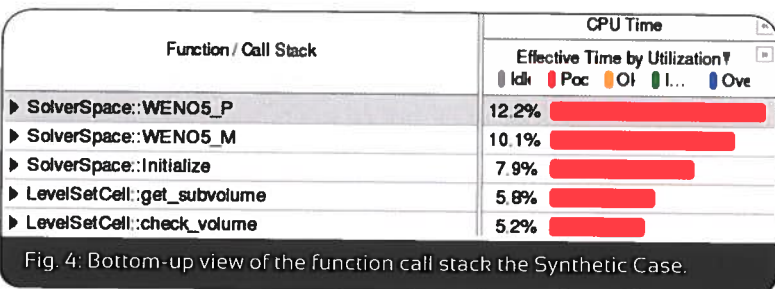 CPU Time
Function / Call Stack
Effective Time by Utilization
Idle Poc Ol I... Ove
SolverSpace::WENO5_P 12.2%
SolverSpace::WENO5_M 10.1%
SolverSpace::Initialize 7.9%
LevelSetCell::get_subvolume 5.8%
LevelSetCell::check_volume 5.2%
Fig. 4: Bottom-up view of the function call stack the Synthetic Case.